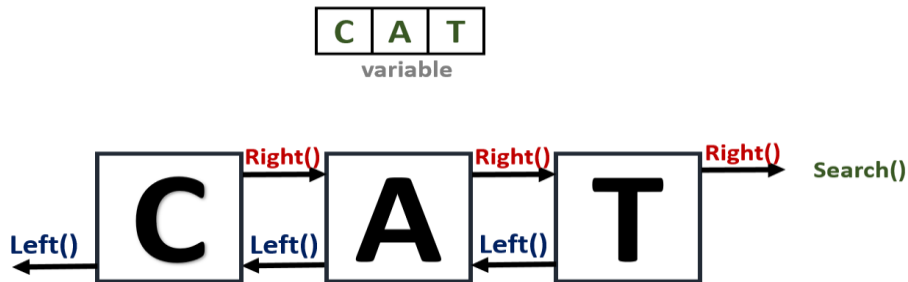 C A T
variable
Right() Right() Right()
Search()
C A T
Left() Left() Left()